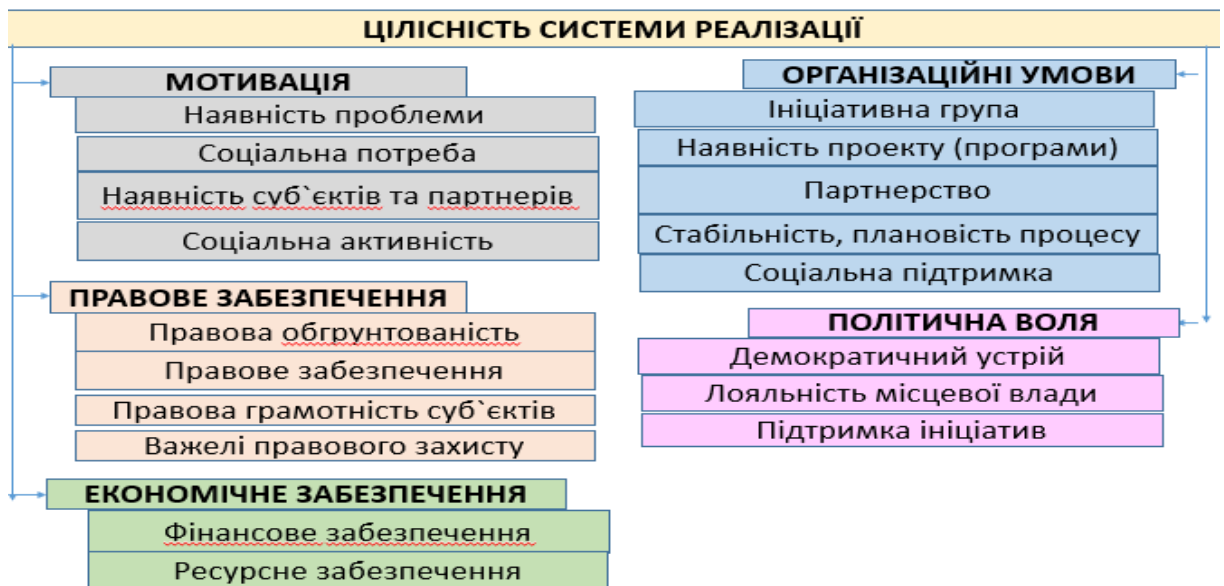 ЦІЛІСНІСТЬ СИСТЕМИ РЕАЛІЗАЦІЇ
МОТИВАЦІЯ
Наявність проблеми
Соціальна потреба
Наявність суб`єктів та партнерів
Соціальна активність
ПРАВОВЕ ЗАБЕЗПЕЧЕННЯ
Правова обгрунтованість
Правове забезпечення
Правова грамотність суб`єктів
Важелі правового захисту
ЕКОНОМІЧНЕ ЗАБЕЗПЕЧЕННЯ
Фінансове забезпечення
Ресурсне забезпечення
ОРГАНІЗАЦІЙНІ УМОВИ
Ініціативна група
Наявність проекту (програми)
Партнерство
Стабільність, плановість процесу
Соціальна підтримка
ПОЛІТИЧНА ВОЛЯ
Демократичний устрій
Лояльність місцевої влади
Підтримка ініціатив